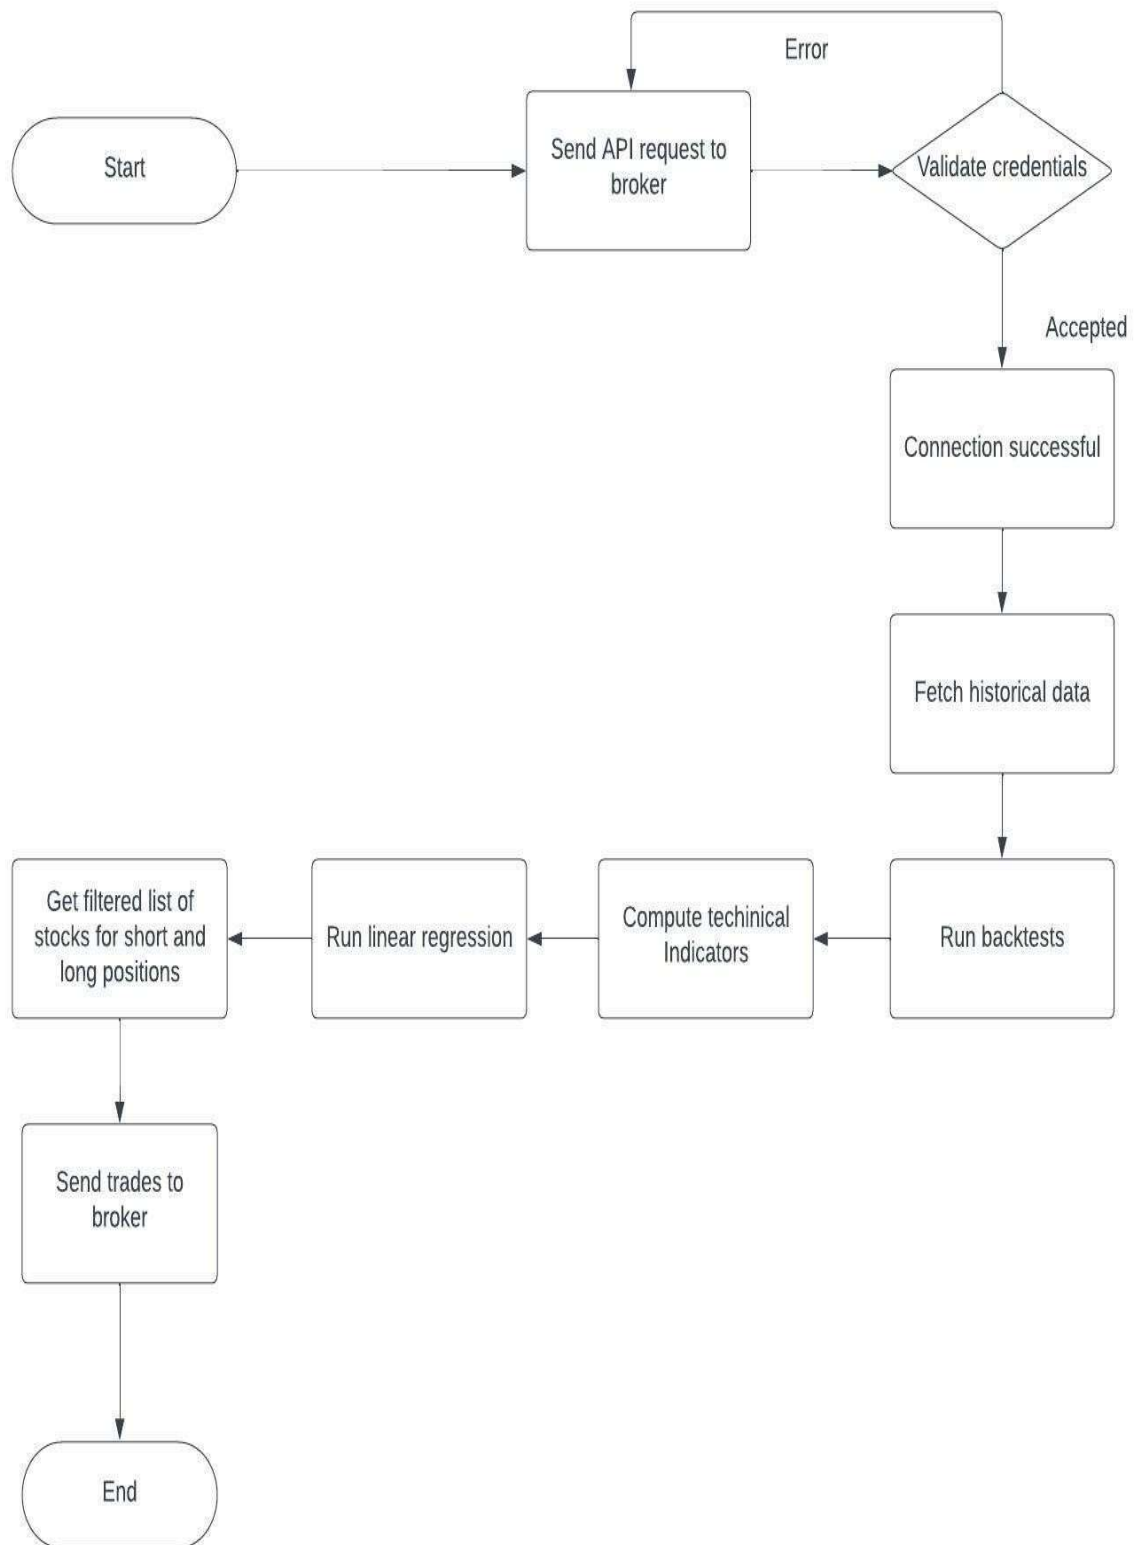 Error
Start
Send API request to
broker
Validate credentials
Accepted
Connection successful
Fetch historical data
Run backtests
Compute techinical
Indicators
Run linear regression
Get filtered list of
stocks for short and
long positions
Send trades to
broker
End